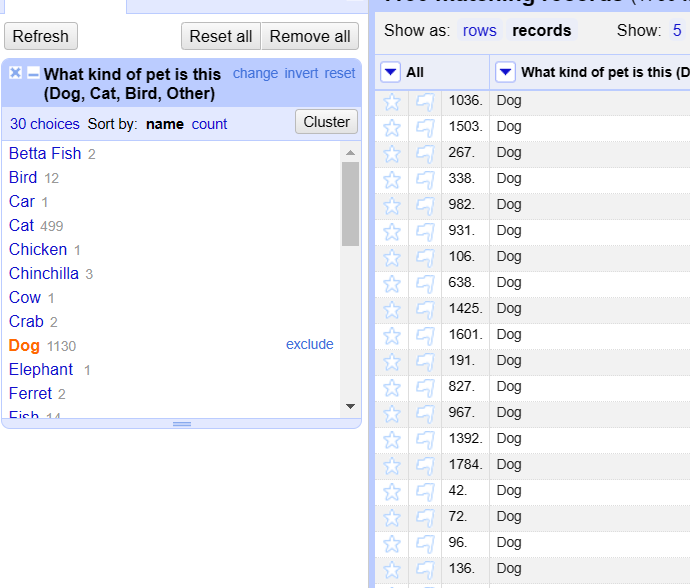 Refresh Reset all Remove all
What kind of pet is this (Dog, Cat, Bird, Other) change invert reset
30 choices Sort by: name count Cluster
Betta Fish 2
Bird 12
Car 1
Cat 499
Chicken 1
Chinchilla 3
Cow 1
Crab 2
Dog 1130 exclude
Elephant 1
Ferret 2
Fish 14
matching records
Show as: rows records Show: 5
All What kind of pet is this (D
1036. Dog
1503. Dog
267. Dog
338. Dog
982. Dog
931. Dog
106. Dog
638. Dog
1425. Dog
1601. Dog
191. Dog
827. Dog
967. Dog
1392. Dog
1784. Dog
42. Dog
72. Dog
96. Dog
136. Dog